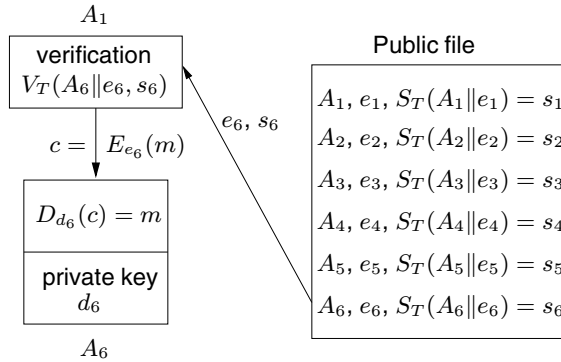 A₁
verification
V_T(A₆‖e₆, s₆)
c = E_{e₆}(m)
D_{d₆}(c) = m
private key
d₆
A₆
e₆, s₆
Public file
A₁, e₁, S_T(A₁‖e₁) = s₁
A₂, e₂, S_T(A₂‖e₂) = s₂
A₃, e₃, S_T(A₃‖e₃) = s₃
A₄, e₄, S_T(A₄‖e₄) = s₄
A₅, e₅, S_T(A₅‖e₅) = s₅
A₆, e₆, S_T(A₆‖e₆) = s₆